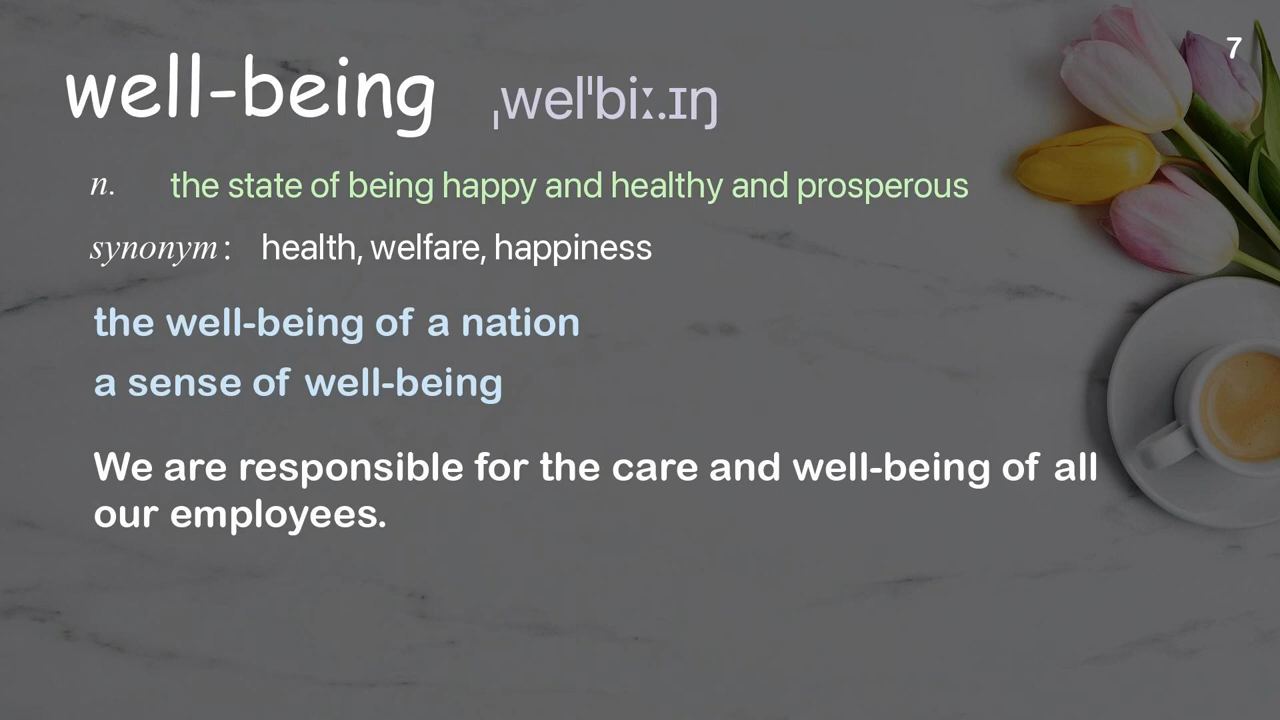 7
well-being ˌwelˈbiː.ɪŋ
n. the state of being happy and healthy and prosperous
synonym: health, welfare, happiness
the well-being of a nation
a sense of well-being
We are responsible for the care and well-being of all
our employees.